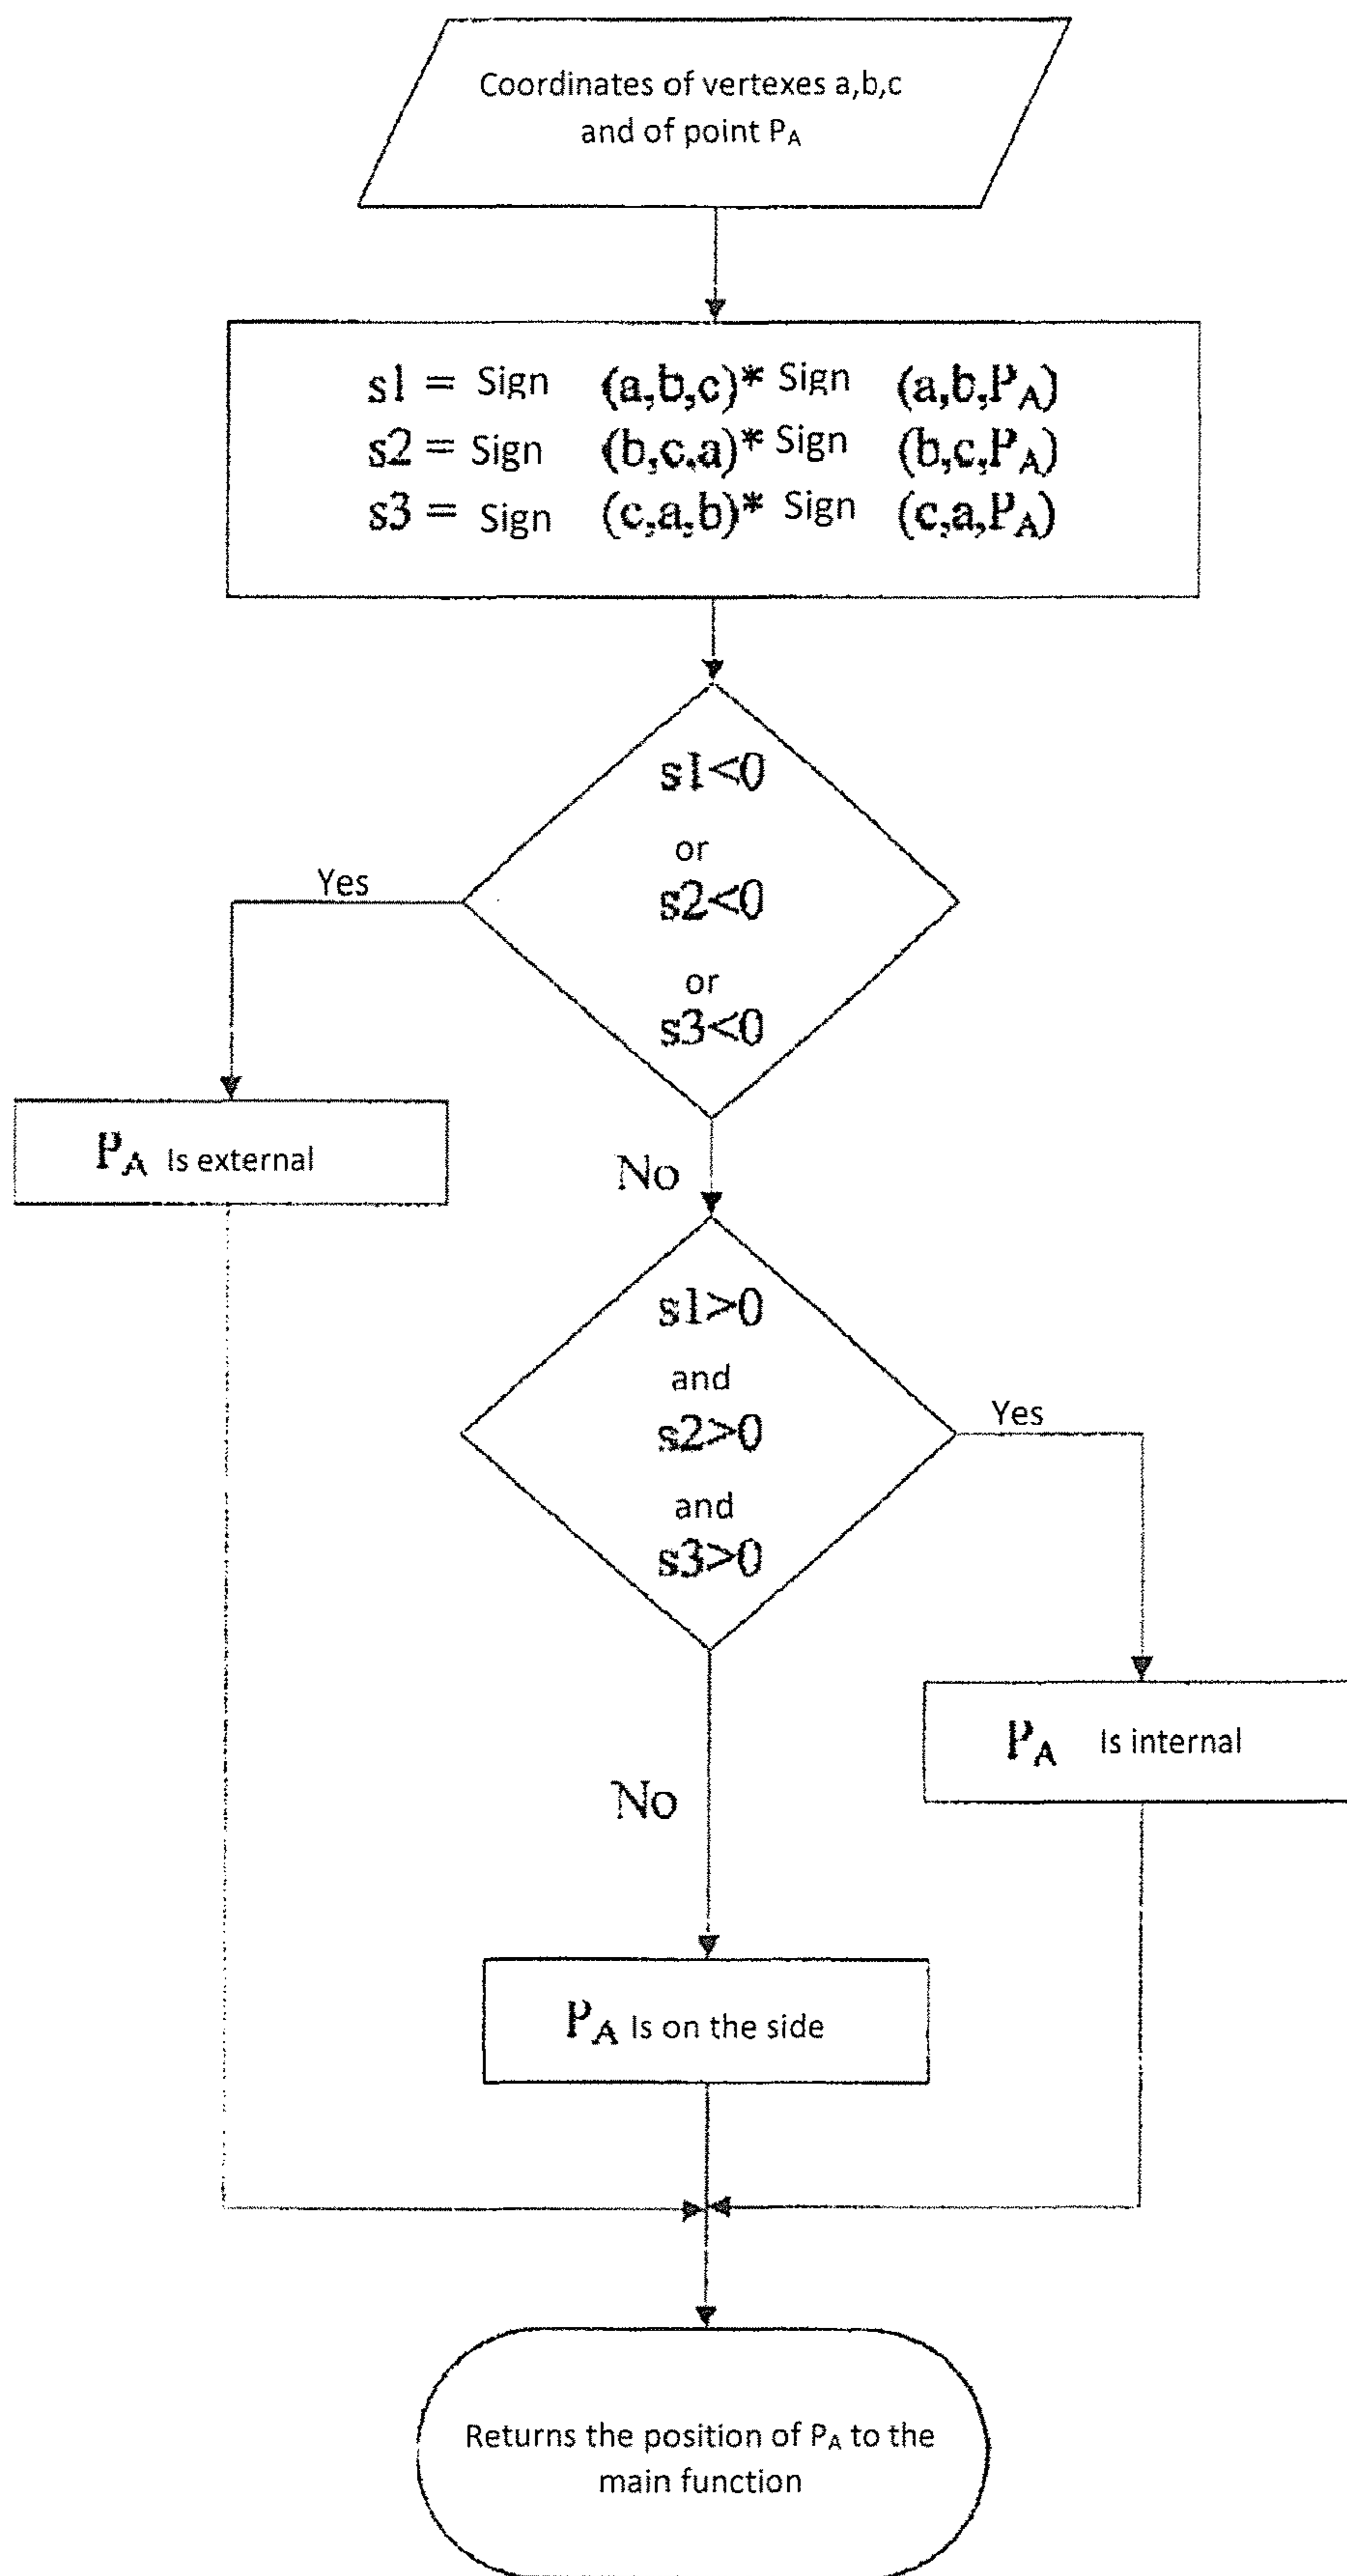 Coordinates of vertexes a,b,c
and of point PA
s1 = Sign (a,b,c)* Sign (a,b,PA)
s2 = Sign (b,c,a)* Sign (b,c,PA)
s3 = Sign (c,a,b)* Sign (c,a,PA)
s1<0
or
s2<0
or
s3<0
Yes
PA Is external
No
s1>0
and
s2>0
and
s3>0
Yes
PA Is internal
No
PA Is on the side
Returns the position of PA to the
main function